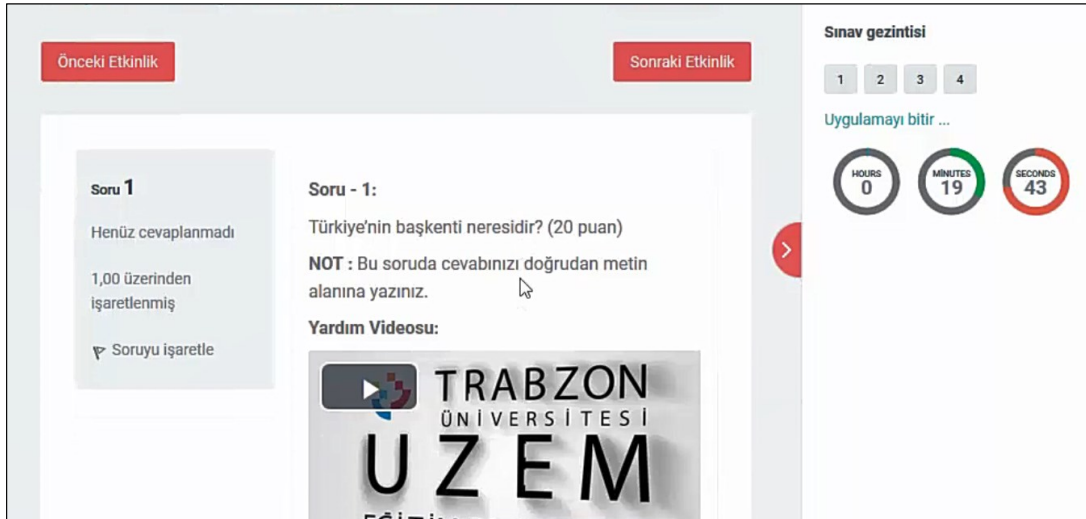 Önceki Etkinlik
Sonraki Etkinlik
Soru 1
Henüz cevaplanmadı
1,00 üzerinden
işaretlenmiş
Soruyu işaretle
Soru - 1:
Türkiye'nin başkenti neresidir? (20 puan)
NOT : Bu soruda cevabınızı doğrudan metin
alanına yazınız.
Yardım Videosu:
TRABZON
ÜNİVERSİTESİ
UZEM
Sınav gezintisi
1 2 3 4
Uygulamayı bitir ...
HOURS
0
MINUTES
19
SECONDS
43